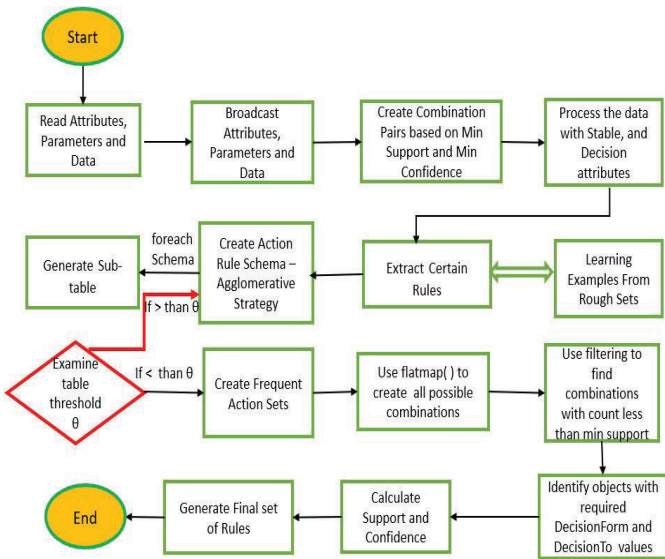 Start
Read Attributes,
Parameters and
Data
Broadcast
Attributes,
Parameters and
Data
Create Combination
Pairs based on Min
Support and Min
Confidence
Process the data
with Stable, and
Decision
attributes
Generate Sub-
table
foreach
Schema
Create Action
Rule Schema –
Agglomerative
Strategy
Extract Certain
Rules
Learning
Examples From
Rough Sets
If > than θ
Examine
table
threshold
θ
If < than θ
Create Frequent
Action Sets
Use flatmap( ) to
create all possible
combinations
Use filtering to
find
combinations
with count less
than min support
End
Generate Final
set of Rules
Calculate
Support and
Confidence
Identify objects with
required
DecisionForm and
DecisionTo values